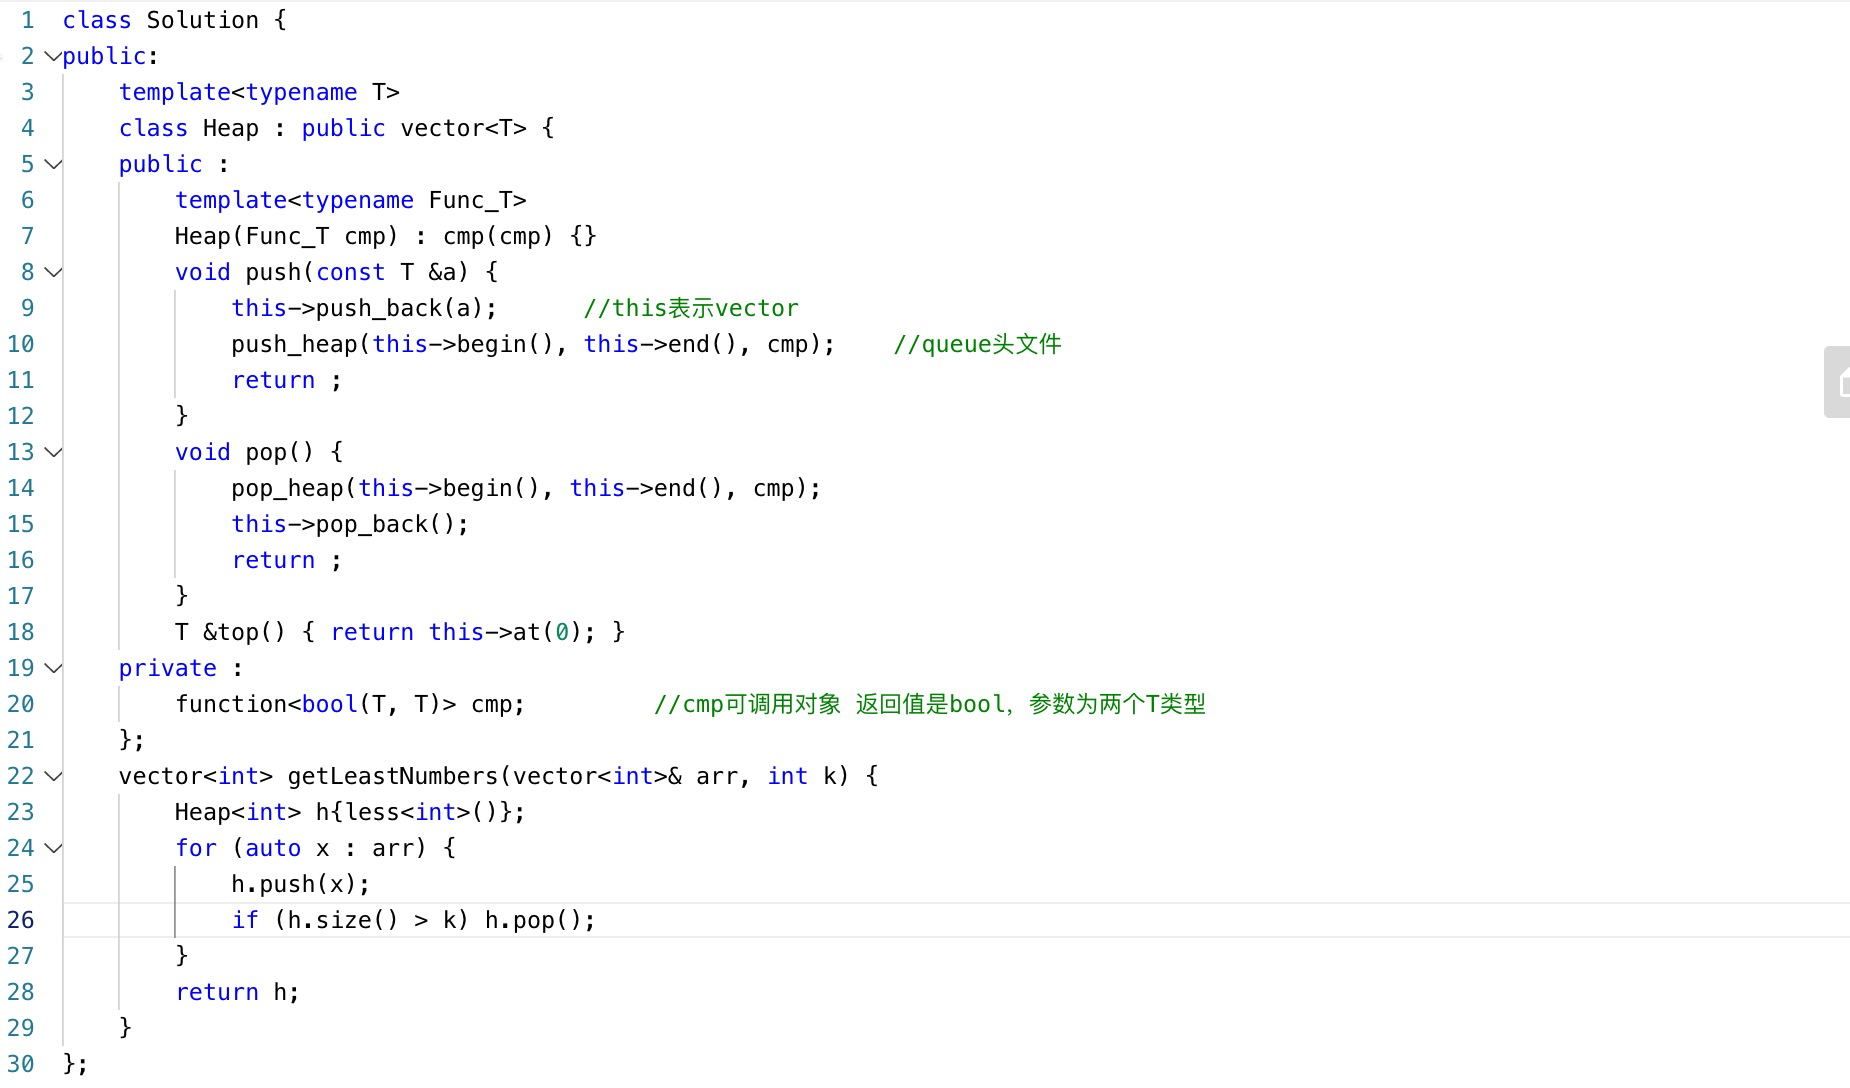 1 class Solution {
2 public:
3     template<typename T>
4     class Heap : public vector<T> {
5     public :
6         template<typename Func_T>
7         Heap(Func_T cmp) : cmp(cmp) {}
8         void push(const T &a) {
9             this->push_back(a);      //this表示vector
10             push_heap(this->begin(), this->end(), cmp);    //queue头文件
11             return ;
12         }
13         void pop() {
14             pop_heap(this->begin(), this->end(), cmp);
15             this->pop_back();
16             return ;
17         }
18         T &top() { return this->at(0); }
19     private :
20         function<bool(T, T)> cmp;         //cmp可调用对象 返回值是bool，参数为两个T类型
21     };
22     vector<int> getLeastNumbers(vector<int>& arr, int k) {
23         Heap<int> h{less<int>()};
24         for (auto x : arr) {
25             h.push(x);
26             if (h.size() > k) h.pop();
27         }
28         return h;
29     }
30 };